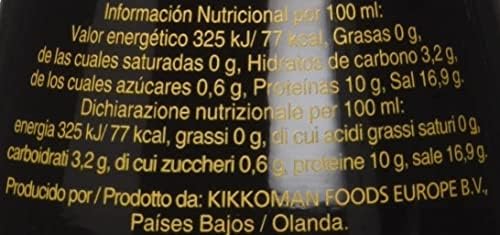 Información Nutricional por 100 ml:
Valor energético 325 kJ/ 77 kcal, Grasas 0 g,
de las cuales saturadas 0 g, Hidratos de carbono 3,2 g,
de los cuales azúcares 0,6 g, Proteínas 10 g, Sal 16,9 g.
Dichiarazione nutrizionale per 100 ml:
energia 325 kJ/ 77 kcal, grassi 0 g, di cui acidi grassi saturi 0 g,
carboidrati 3,2 g, di cui zuccheri 0,6 g, proteine 10 g, sale 16,9 g.
Producido por / Prodotto da: KIKKOMAN FOODS EUROPE B.V.,
Países Bajos / Olanda.